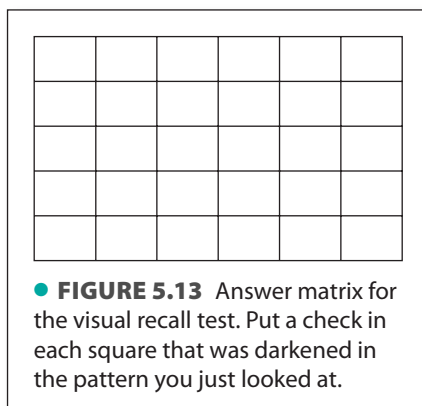 ● FIGURE 5.13 Answer matrix for
the visual recall test. Put a check in
each square that was darkened in
the pattern you just looked at.